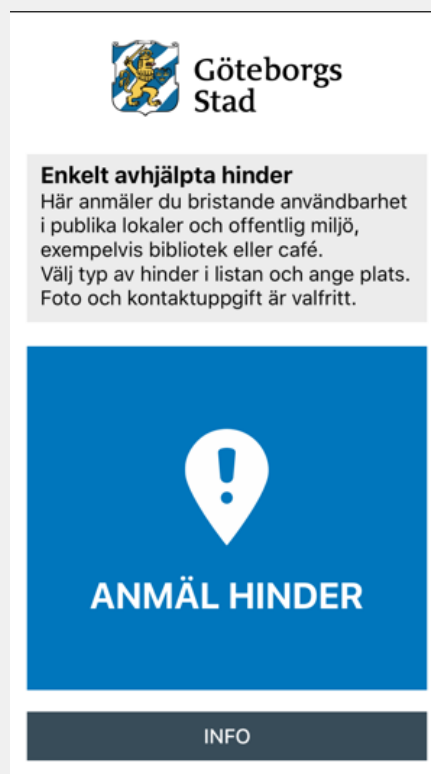 Göteborgs
Stad
Enkelt avhjälpta hinder
Här anmäler du bristande användbarhet
i publika lokaler och offentlig miljö,
exempelvis bibliotek eller café.
Välj typ av hinder i listan och ange plats.
Foto och kontaktuppgift är valfritt.
ANMÄL HINDER
INFO